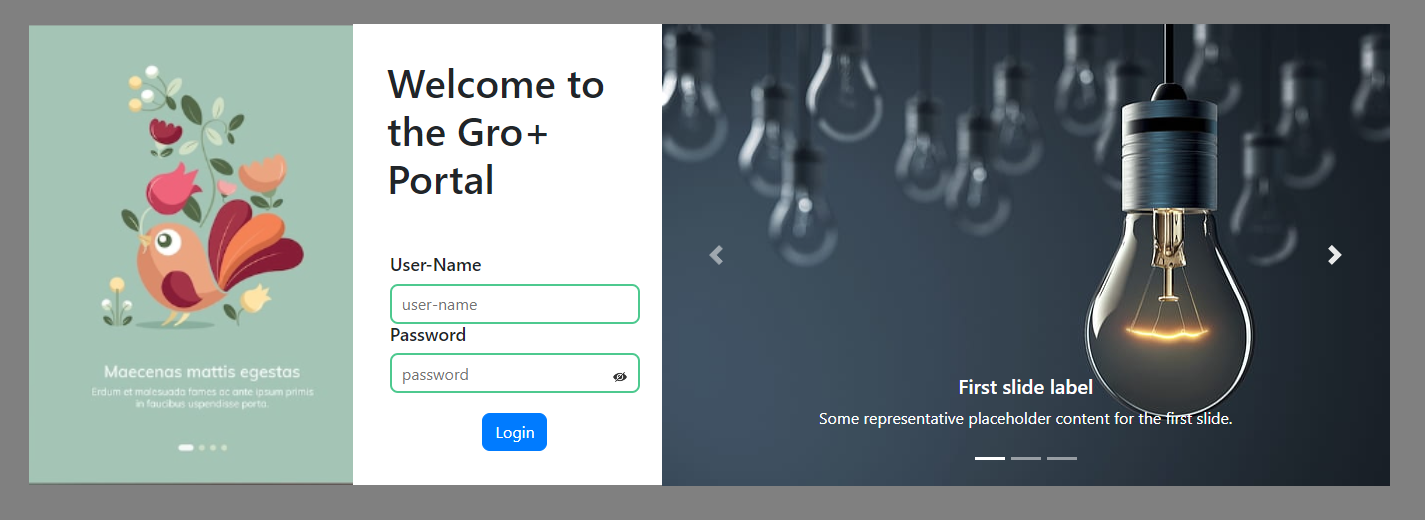 Maecenas mattis egestas
Erdum et malesuada fames ac ante ipsum primis
in faucibus uspendisse porta.
Welcome to
the Gro+
Portal
User-Name
user-name
Password
password
Login
First slide label
Some representative placeholder content for the first slide.